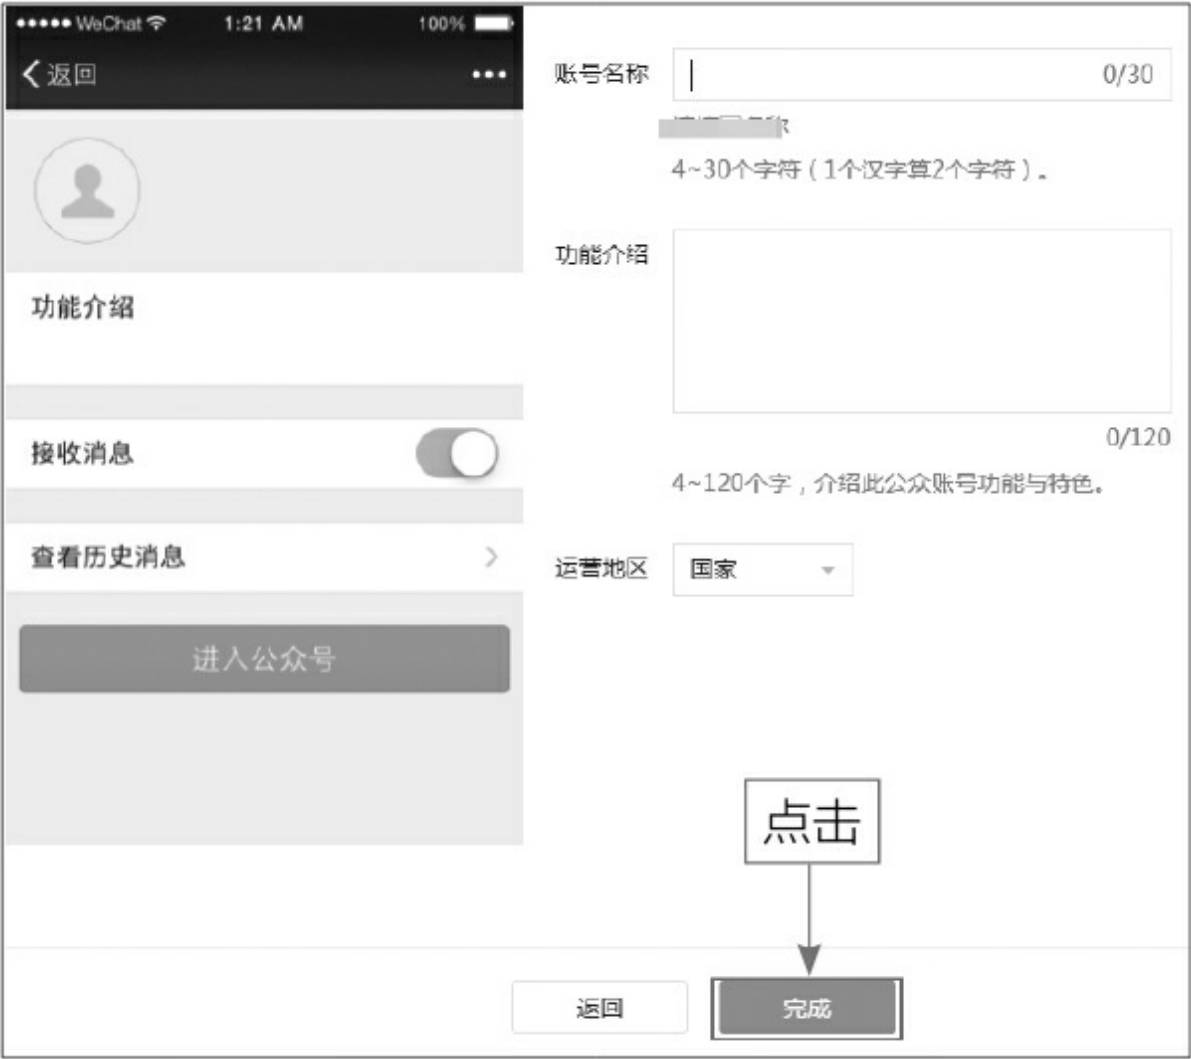 WeChat 1:21 AM 100%
返回
功能介绍
接收消息
查看历史消息
进入公众号
账号名称 0/30
名称
4~30个字符（1个汉字算2个字符）。
功能介绍
0/120
4~120个字，介绍此公众账号功能与特色。
运营地区 国家
点击
返回 完成